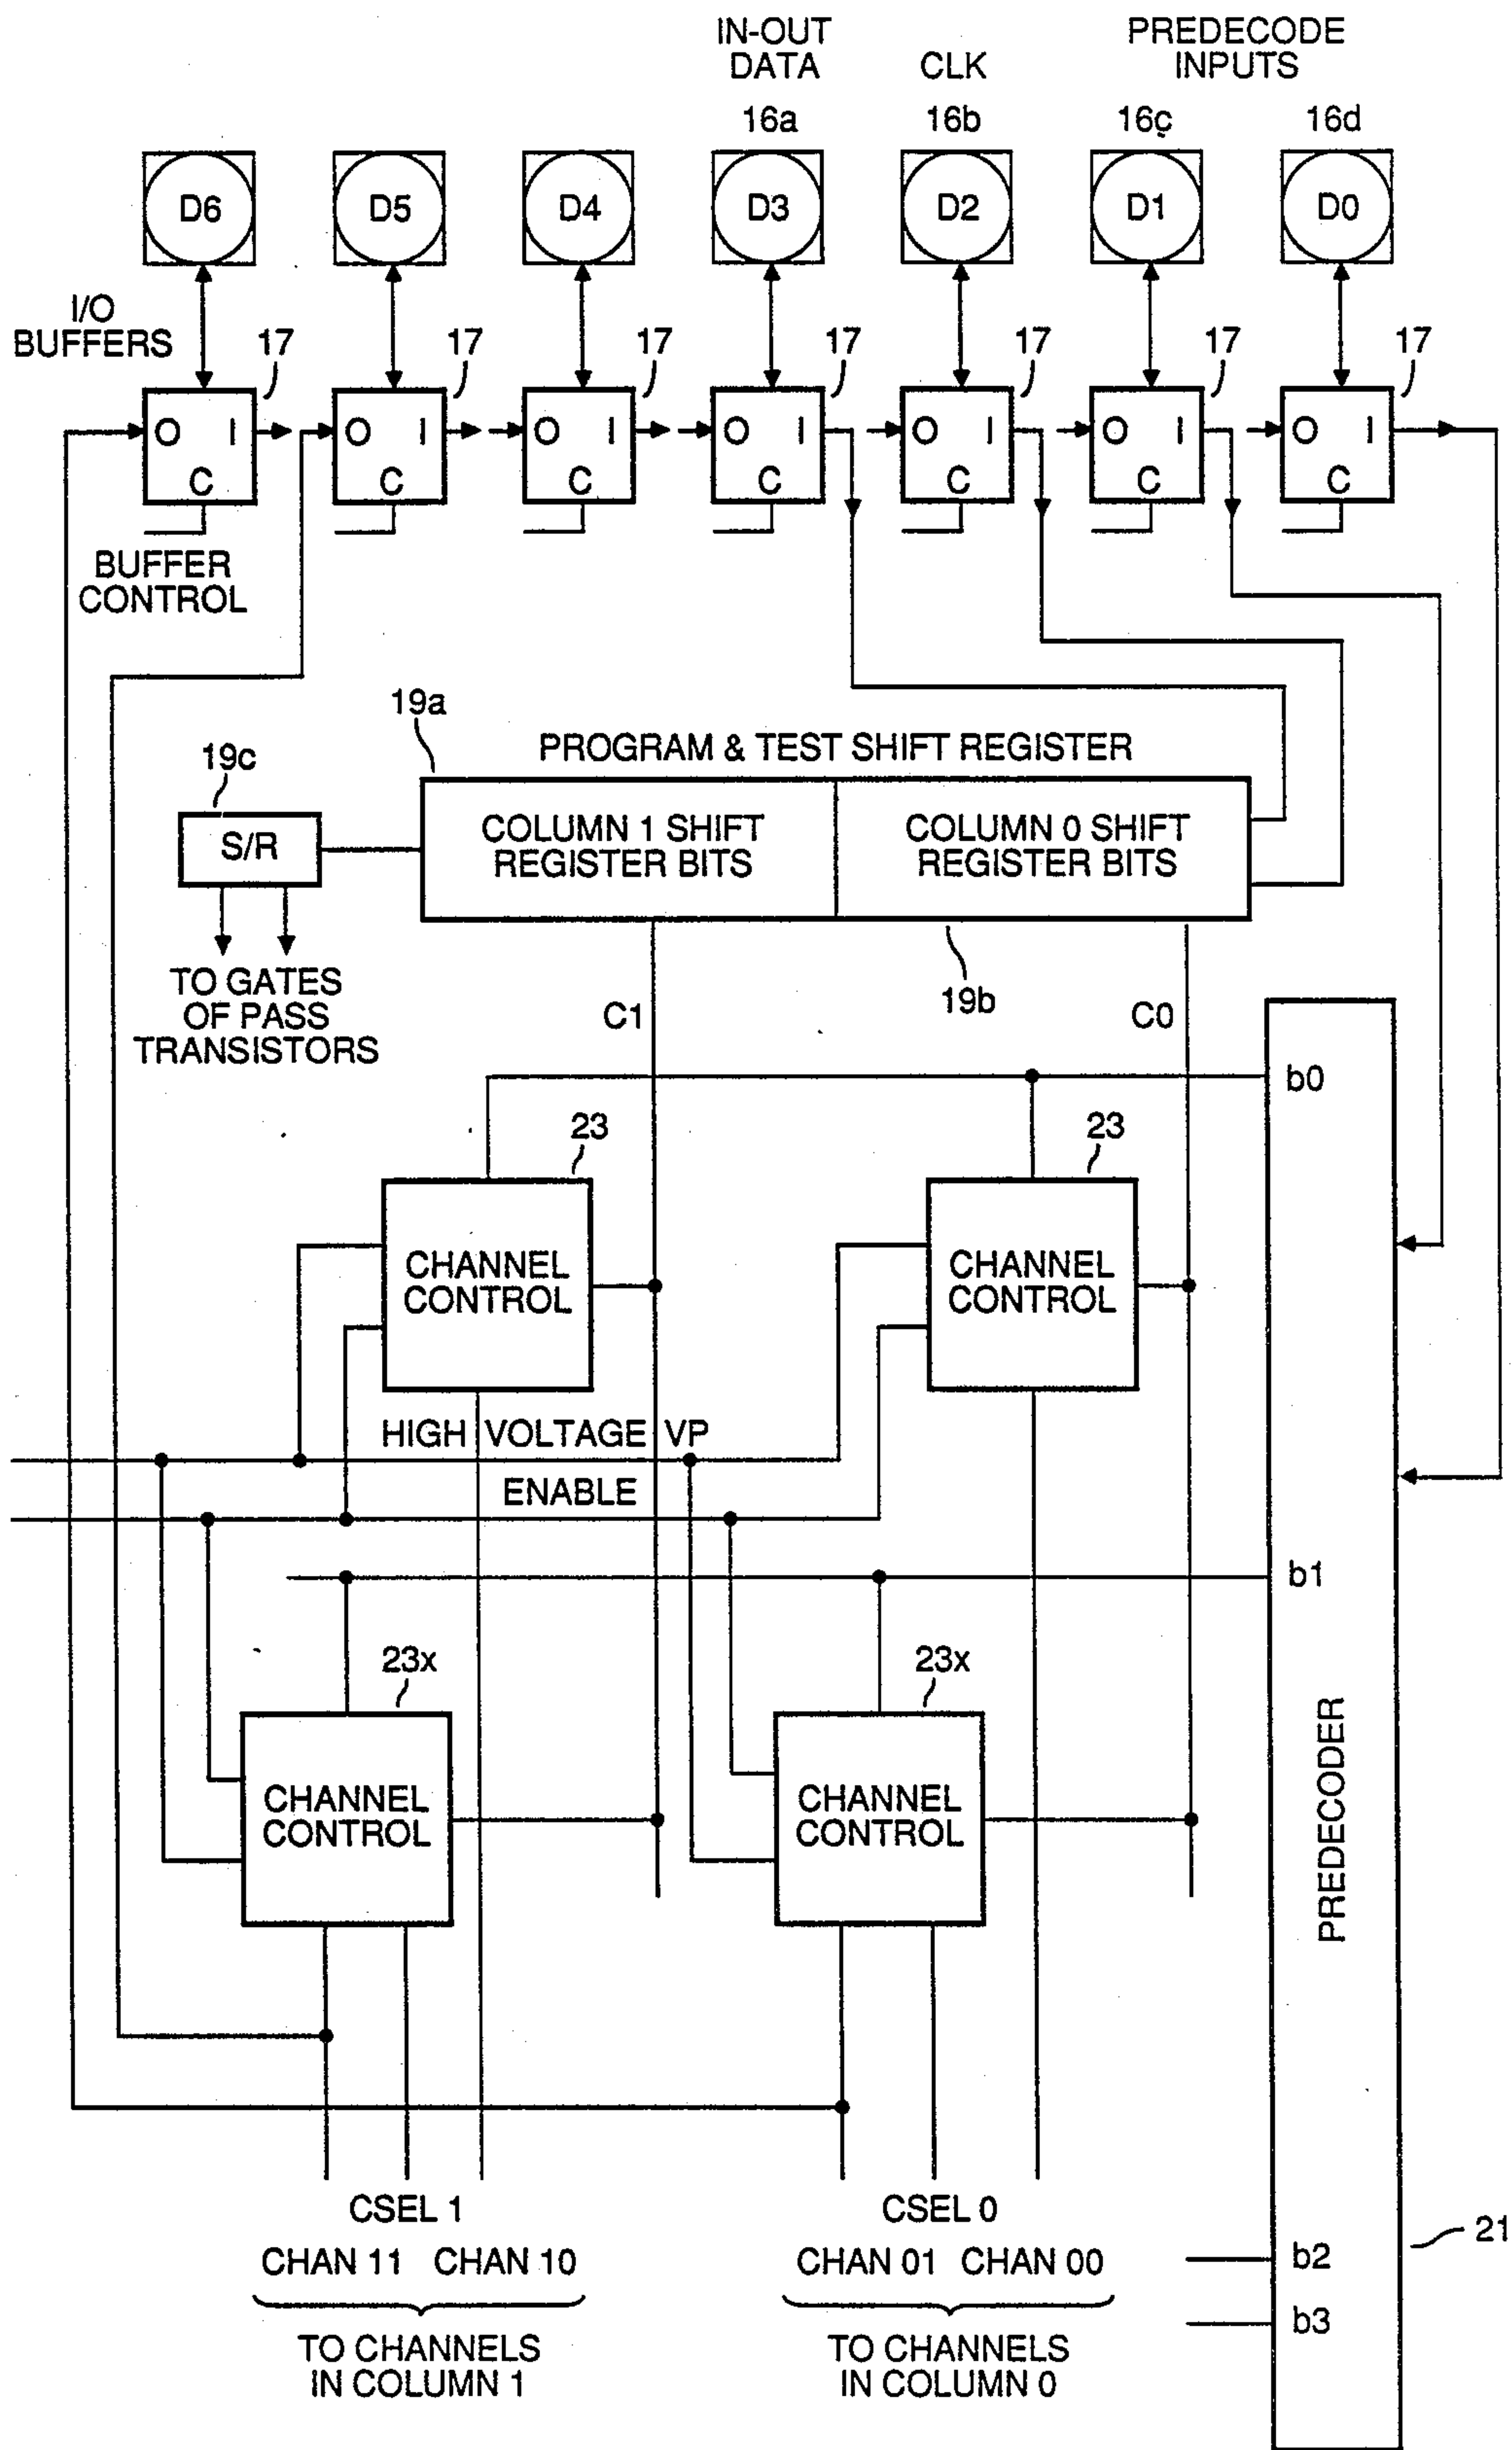 IN-OUT
DATA
CLK
PREDECODE
INPUTS
16a
16b
16c
16d
D6
D5
D4
D3
D2
D1
D0
I/O
BUFFERS
17
17
17
17
17
17
17
O I
O I
O I
O I
O I
O I
O I
C
C
C
C
C
C
C
BUFFER
CONTROL
19a
PROGRAM & TEST SHIFT REGISTER
19c
S/R
COLUMN 1 SHIFT
REGISTER BITS
COLUMN 0 SHIFT
REGISTER BITS
TO GATES
OF PASS
TRANSISTORS
C1
19b
C0
b0
23
23
CHANNEL
CONTROL
CHANNEL
CONTROL
HIGH VOLTAGE VP
ENABLE
b1
23x
23x
CHANNEL
CONTROL
CHANNEL
CONTROL
PREDECODER
CSEL 1
CSEL 0
21
CHAN 11 CHAN 10
CHAN 01 CHAN 00
b2
b3
TO CHANNELS
IN COLUMN 1
TO CHANNELS
IN COLUMN 0